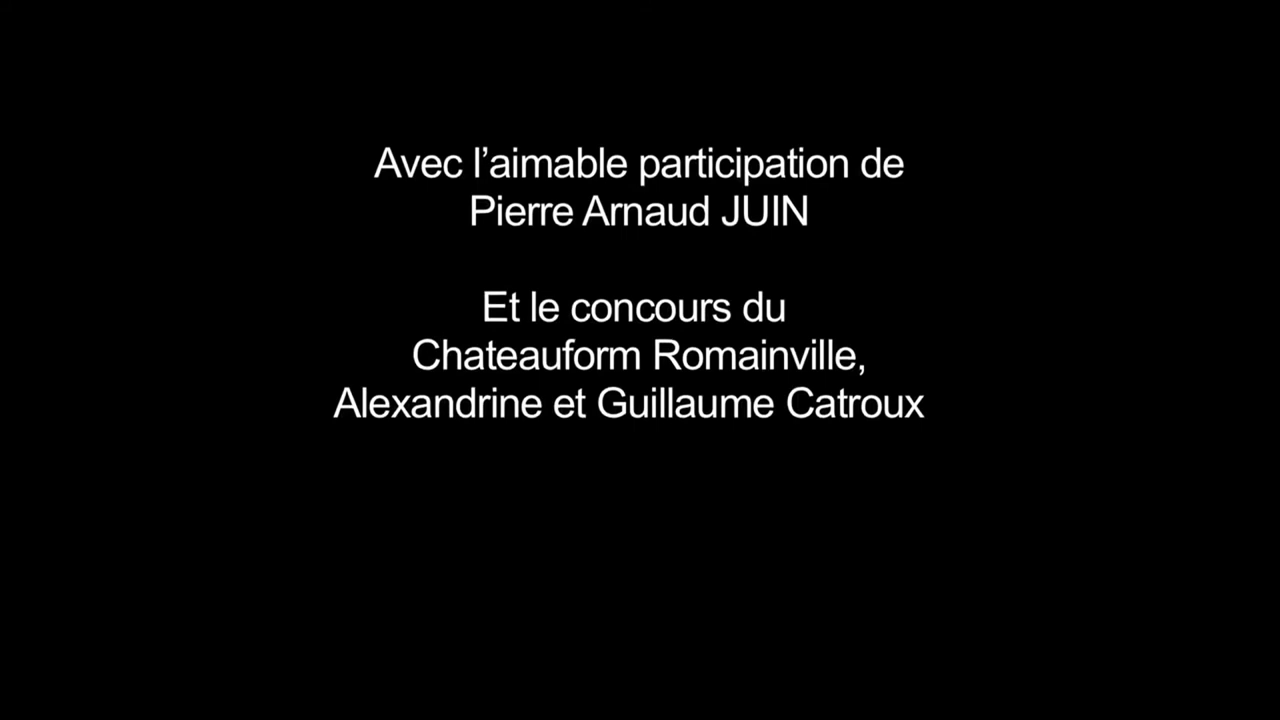 Avec l’aimable participation de
Pierre Arnaud JUIN
Et le concours du
Chateauform Romainville,
Alexandrine et Guillaume Catroux